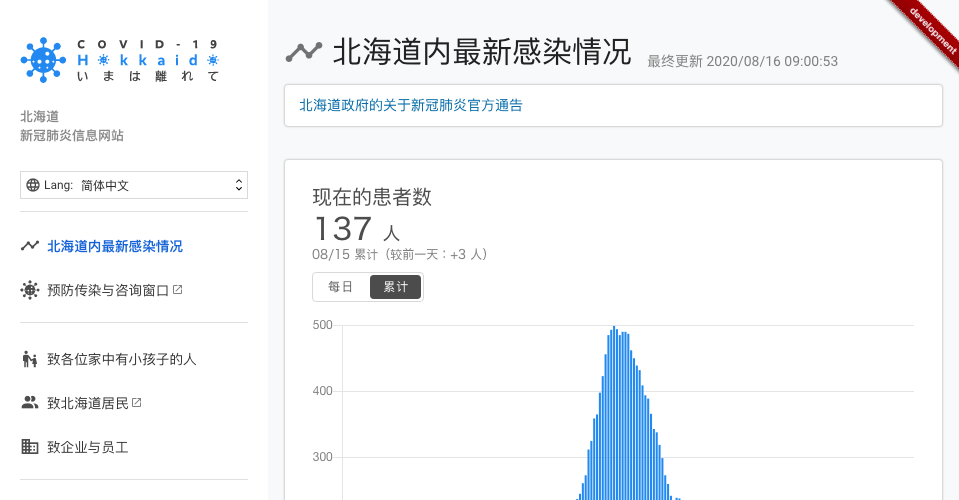 COVID-19
Hokkaido
いまは離れて
北海道
新冠肺炎信息网站
Lang: 简体中文
北海道内最新感染情况
预防传染与咨询窗口
致各位家中有小孩子的人
致北海道居民
致企业与员工
development
北海道内最新感染情况 最终更新 2020/08/16 09:00:53
北海道政府的关于新冠肺炎官方通告
现在的患者数
137 人
08/15 累计（较前一天：+3 人）
每日 累计
500
400
300